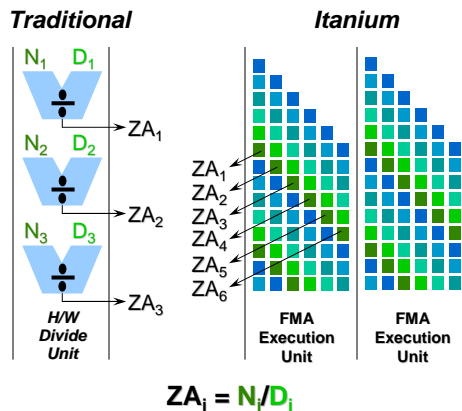 Traditional
Itanium
N1 D1
ZA1
N2 D2
ZA2
N3 D3
ZA3
H/W
Divide
Unit
ZA1
ZA2
ZA3
ZA4
ZA5
ZA6
FMA
Execution
Unit
FMA
Execution
Unit
ZAi = Ni/Di